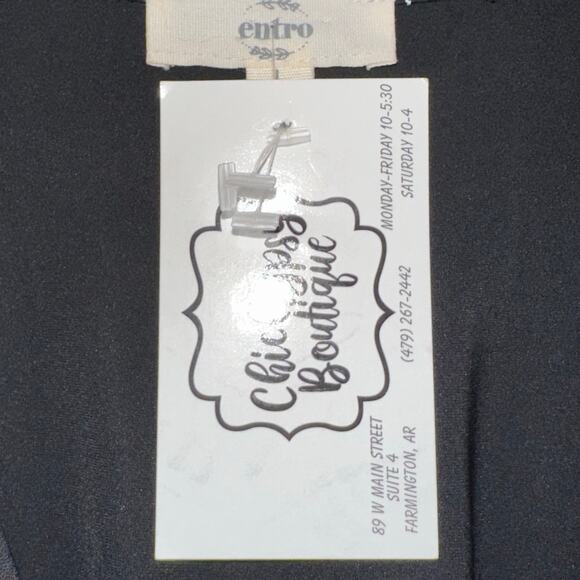 entro
Chic
Boutique
MONDAY-FRIDAY 10-5:30
SATURDAY 10-4
(479) 267-2442
89 W MAIN STREET
SUITE 4
FARMINGTON, AR